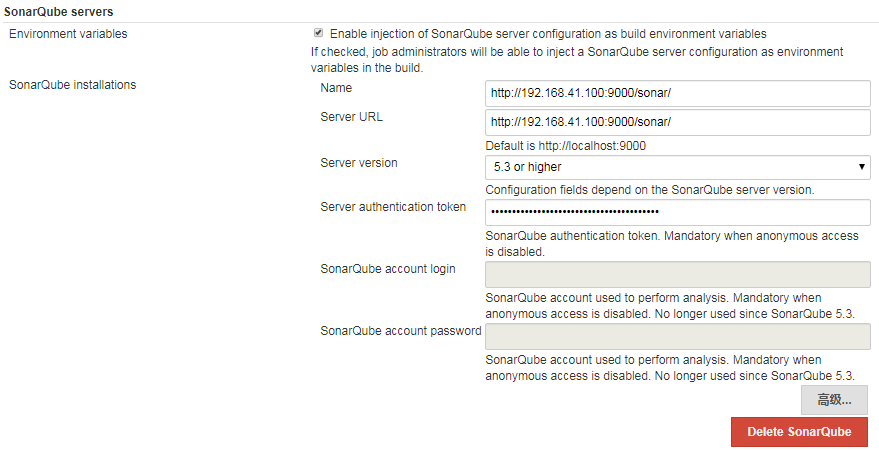 SonarQube servers
Environment variables
Enable injection of SonarQube server configuration as build environment variables
If checked, job administrators will be able to inject a SonarQube server configuration as environment
variables in the build.
SonarQube installations
Name
http://192.168.41.100:9000/sonar/
Server URL
http://192.168.41.100:9000/sonar/
Default is http://localhost:9000
Server version
5.3 or higher
Configuration fields depend on the SonarQube server version.
Server authentication token
••••••••••••••••••••••••••••••••••••••••
SonarQube authentication token. Mandatory when anonymous access
is disabled.
SonarQube account login
SonarQube account used to perform analysis. Mandatory when
anonymous access is disabled. No longer used since SonarQube 5.3.
SonarQube account password
SonarQube account used to perform analysis. Mandatory when
anonymous access is disabled. No longer used since SonarQube 5.3.
高级...
Delete SonarQube